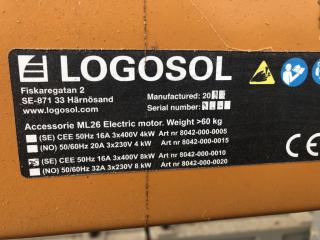 LOGOSOL
Fiskaregatan 2
SE-871 33 Härnösand
www.logosol.com
Manufactured: 20
Serial number:
Accessorie ML26 Electric motor. Weight >60 kg
(SE) CEE 50Hz 16A 3x400V 4kW Art nr 8042-000-0005
(NO) 50/60Hz 20A 3x230V 4 kW Art nr 8042-000-0015
(SE) CEE 50Hz 16A 3x400V 8kW Art nr 8042-000-0010
(NO) 50/60Hz 32A 3x230V 8 kW Art nr 8042-000-0020
CE